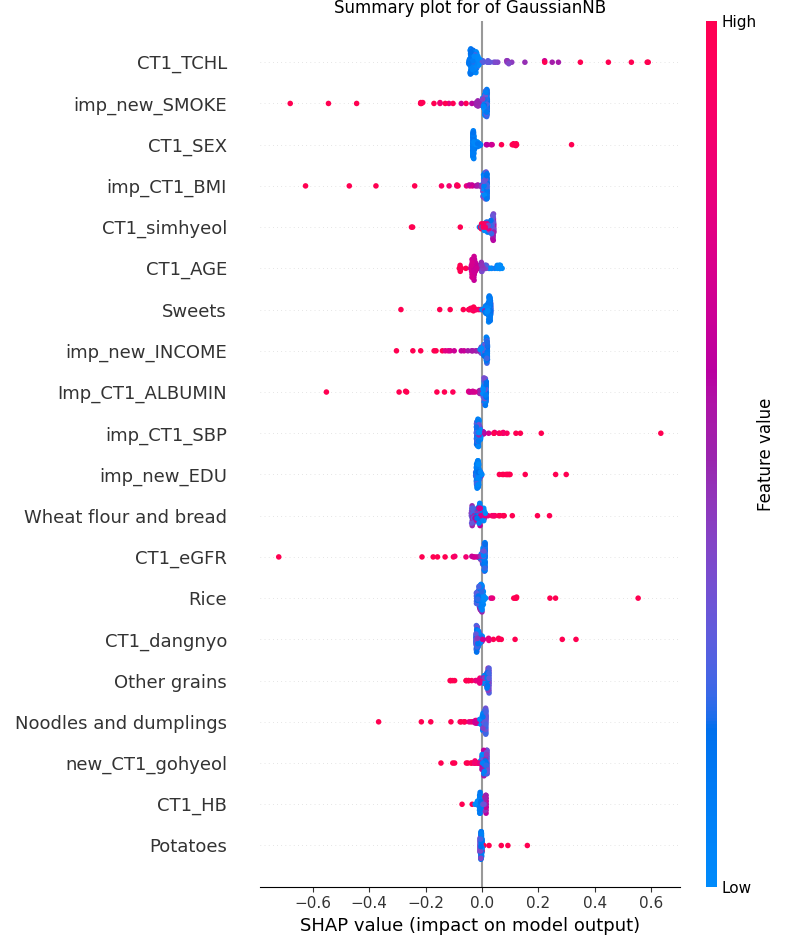 Summary plot for of GaussianNB
High
CT1_TCHL
imp_new_SMOKE
CT1_SEX
imp_CT1_BMI
CT1_simhyeol
CT1_AGE
Sweets
imp_new_INCOME
Imp_CT1_ALBUMIN
imp_CT1_SBP
imp_new_EDU
Wheat flour and bread
CT1_eGFR
Rice
CT1_dangnyo
Other grains
Noodles and dumplings
new_CT1_gohyeol
CT1_HB
Potatoes
Feature value
Low
−0.6 −0.4 −0.2 0.0 0.2 0.4 0.6
SHAP value (impact on model output)